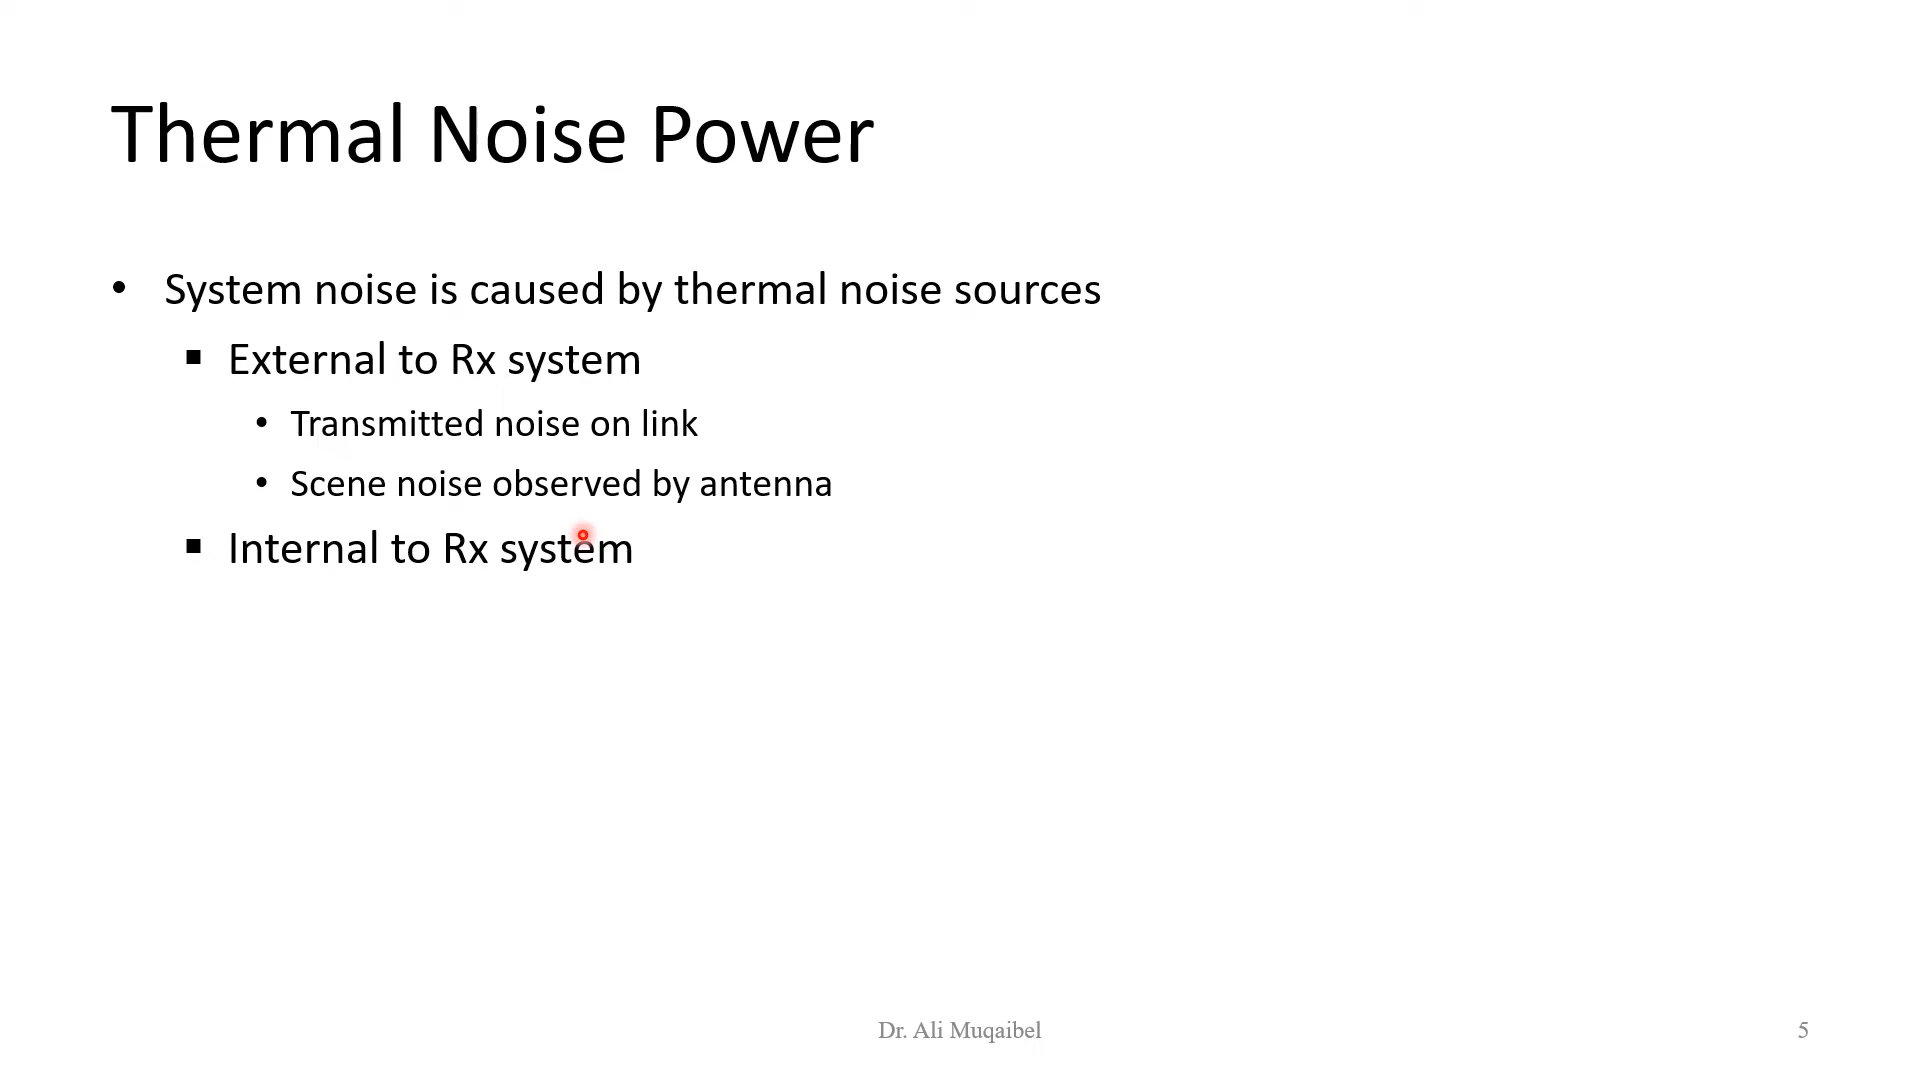 Thermal Noise Power
• System noise is caused by thermal noise sources
▪ External to Rx system
• Transmitted noise on link
• Scene noise observed by antenna
▪ Internal to Rx system
Dr. Ali Muqaibel
5